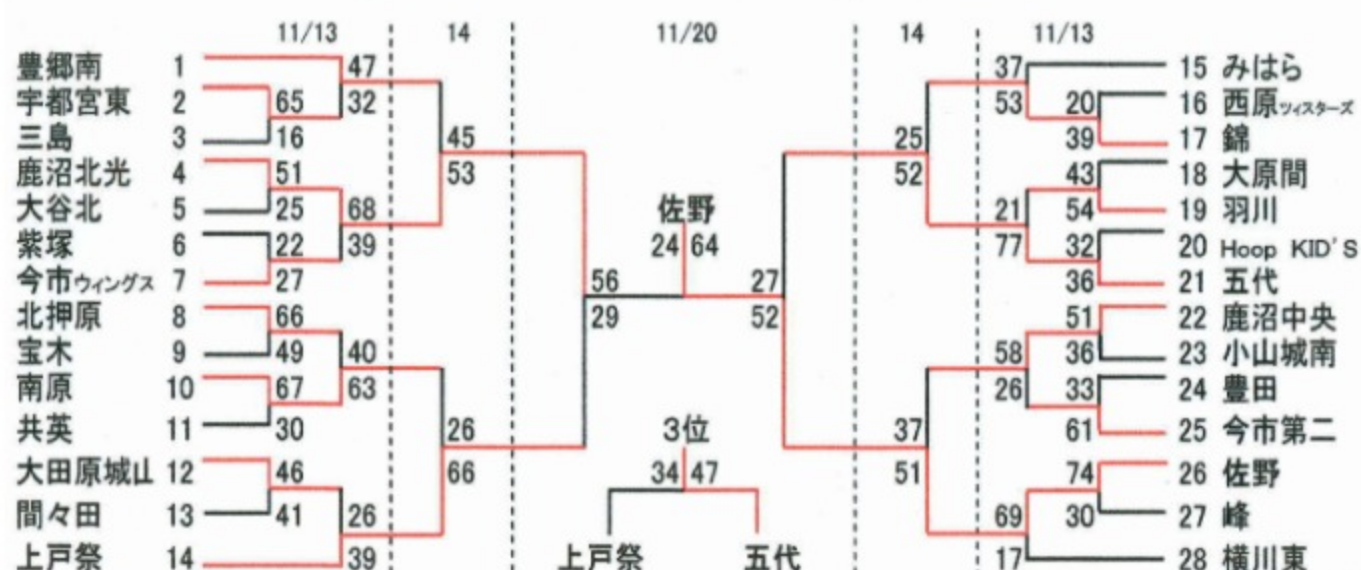 11/13 14 11/20 14 11/13
豊郷南 1 47 37 15 みはら
宇都宮東 2 65 32 53 20 16 西原ツィスターズ
三島 3 16 45 25 39 17 錦
鹿沼北光 4 51 53 52 43 18 大原間
大谷北 5 25 68 佐野 21 54 19 羽川
紫塚 6 22 39 24 64 77 32 20 Hoop KID'S
今市ウィングス 7 27 56 27 36 21 五代
北押原 8 66 29 52 51 22 鹿沼中央
宝木 9 49 40 58 36 23 小山城南
南原 10 67 63 26 33 24 豊田
共英 11 30 26 3位 37 61 25 今市第二
大田原城山 12 46 66 34 47 51 74 26 佐野
間々田 13 41 26 69 30 27 峰
上戸祭 14 39 上戸祭 五代 17 28 横川東